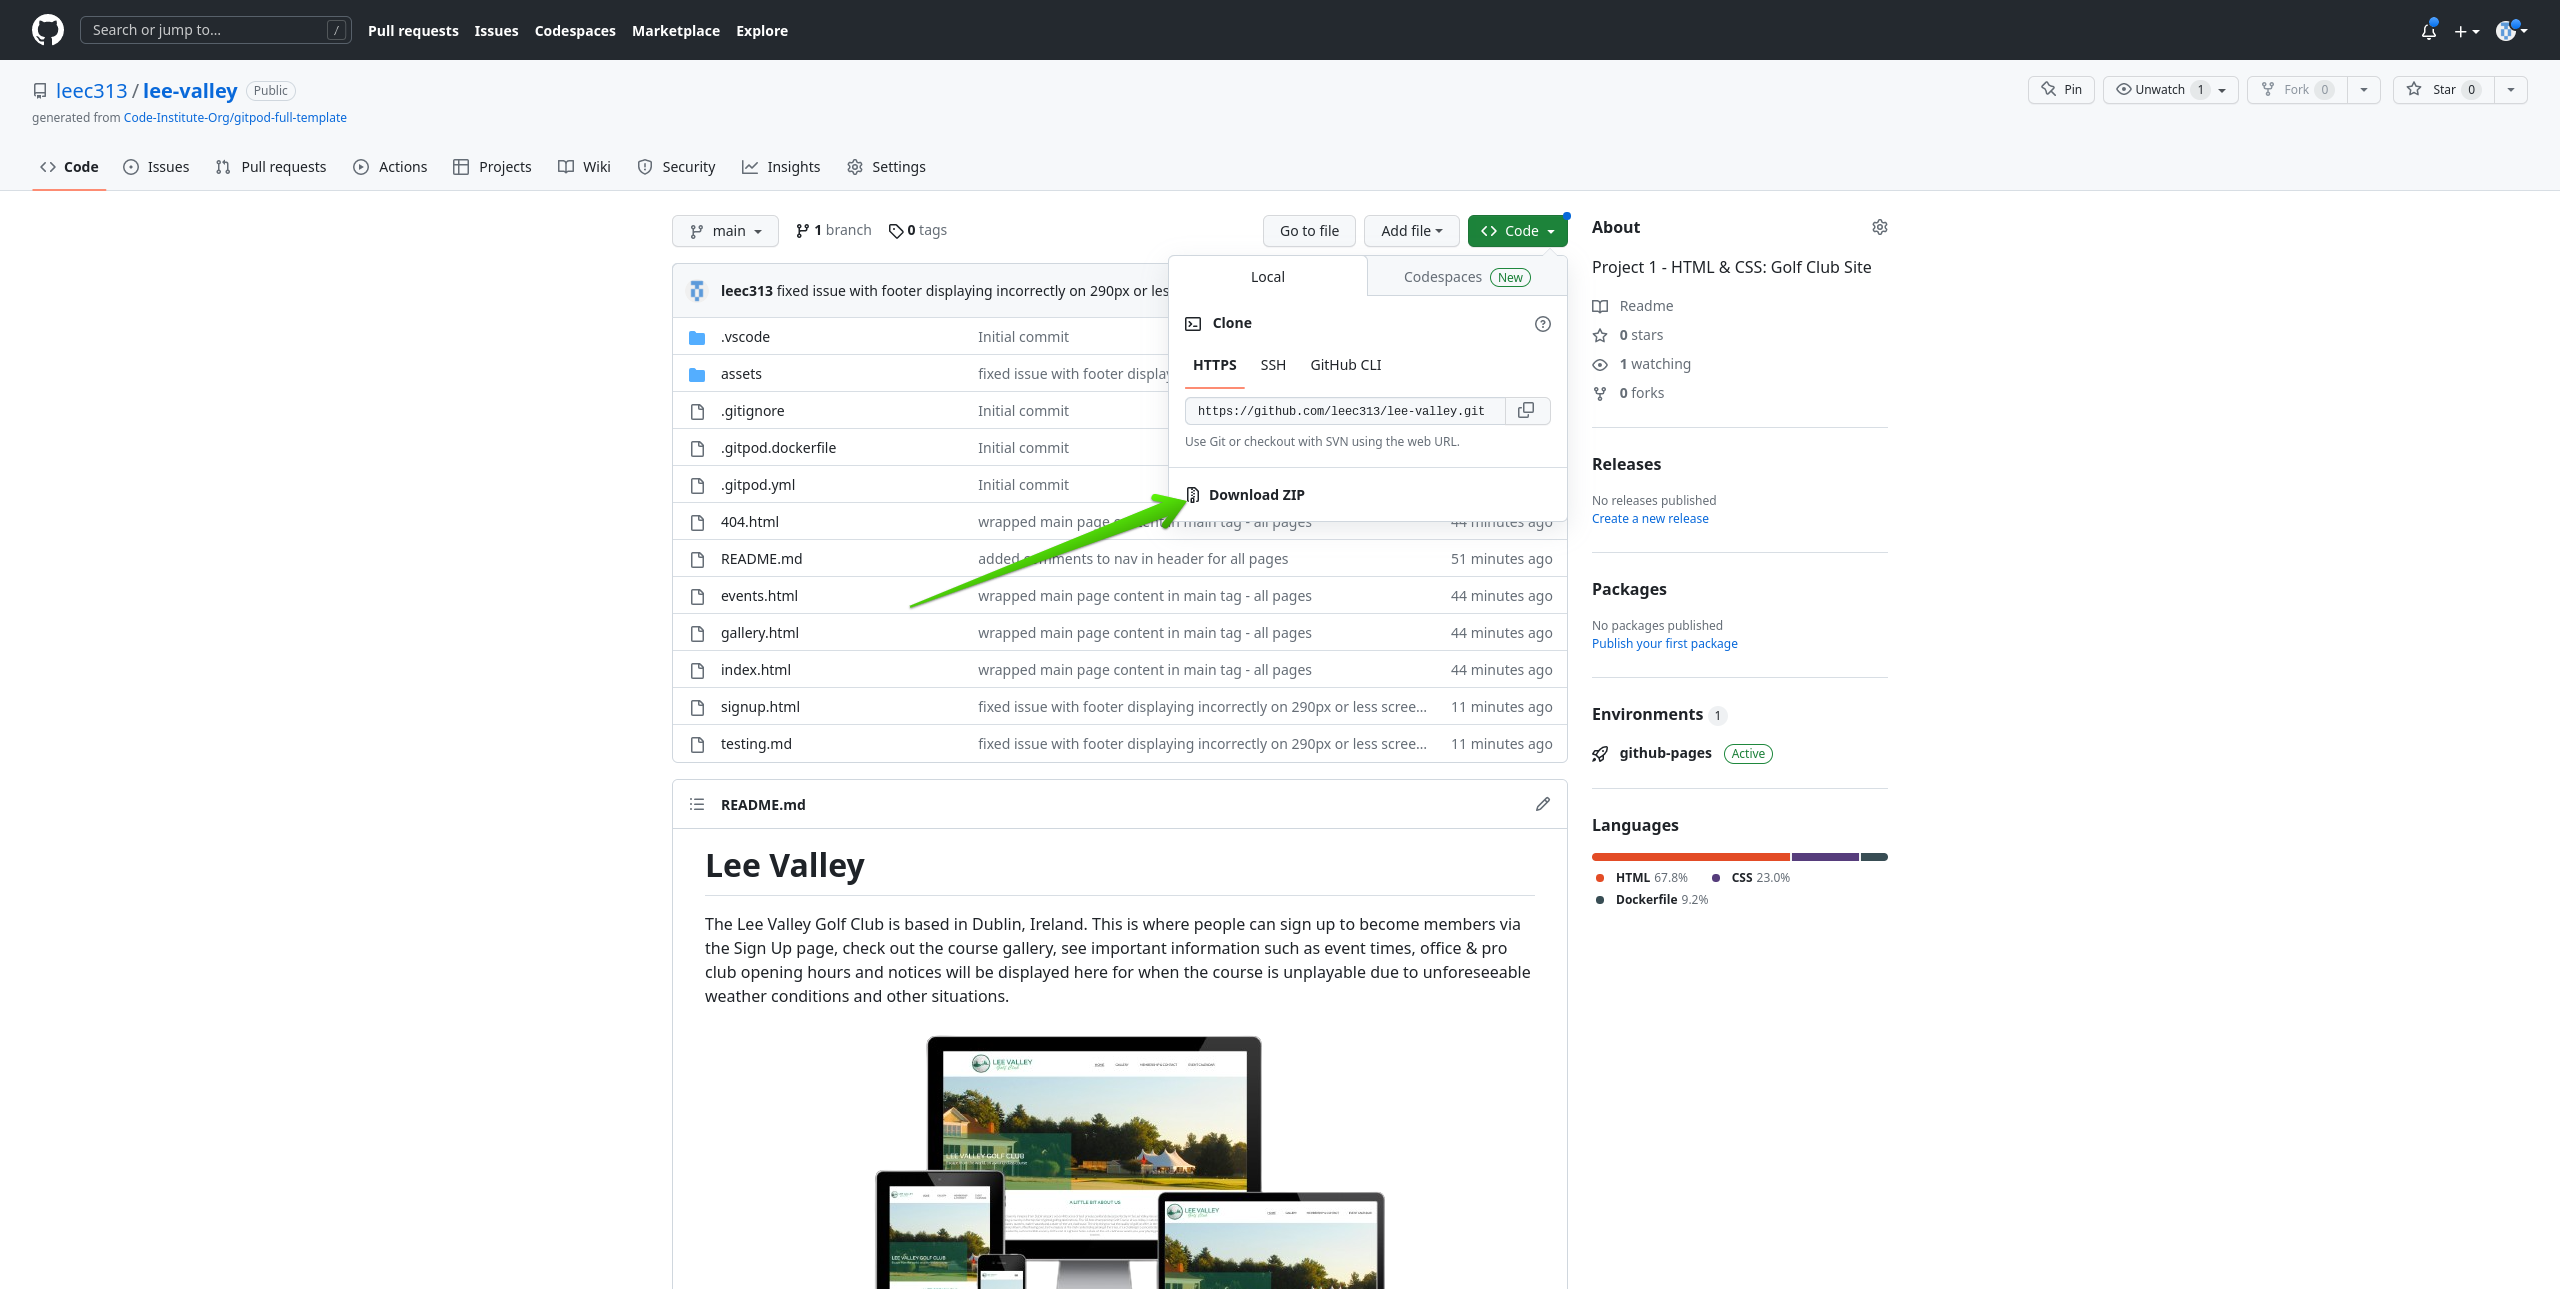 Search or jump to... /
Pull requests Issues Codespaces Marketplace Explore
leec313 / lee-valley Public
generated from Code-Institute-Org/gitpod-full-template
Pin Unwatch 1 Fork 0 Star 0
Code Issues Pull requests Actions Projects Wiki Security Insights Settings
main 1 branch 0 tags Go to file Add file Code
leec313 fixed issue with footer displaying incorrectly on 290px or les
.vscode Initial commit
assets fixed issue with footer displa
.gitignore Initial commit
.gitpod.dockerfile Initial commit
.gitpod.yml Initial commit
404.html wrapped main page content in main tag - all pages 44 minutes ago
README.md added comments to nav in header for all pages 51 minutes ago
events.html wrapped main page content in main tag - all pages 44 minutes ago
gallery.html wrapped main page content in main tag - all pages 44 minutes ago
index.html wrapped main page content in main tag - all pages 44 minutes ago
signup.html fixed issue with footer displaying incorrectly on 290px or less scree... 11 minutes ago
testing.md fixed issue with footer displaying incorrectly on 290px or less scree... 11 minutes ago
Local Codespaces New
Clone
HTTPS SSH GitHub CLI
https://github.com/leec313/lee-valley.git
Use Git or checkout with SVN using the web URL.
Download ZIP
README.md
Lee Valley
The Lee Valley Golf Club is based in Dublin, Ireland. This is where people can sign up to become members via
the Sign Up page, check out the course gallery, see important information such as event times, office & pro
club opening hours and notices will be displayed here for when the course is unplayable due to unforeseeable
weather conditions and other situations.
LEE VALLEY
Golf Club
HOME GALLERY MEMBERSHIP & CONTACT EVENT CALENDAR
LEE VALLEY GOLF CLUB
A LITTLE BIT ABOUT US
LEE VALLEY GOLF CLUB
LEE VALLEY
About
Project 1 - HTML & CSS: Golf Club Site
Readme
0 stars
1 watching
0 forks
Releases
No releases published
Create a new release
Packages
No packages published
Publish your first package
Environments 1
github-pages Active
Languages
HTML 67.8% CSS 23.0%
Dockerfile 9.2%